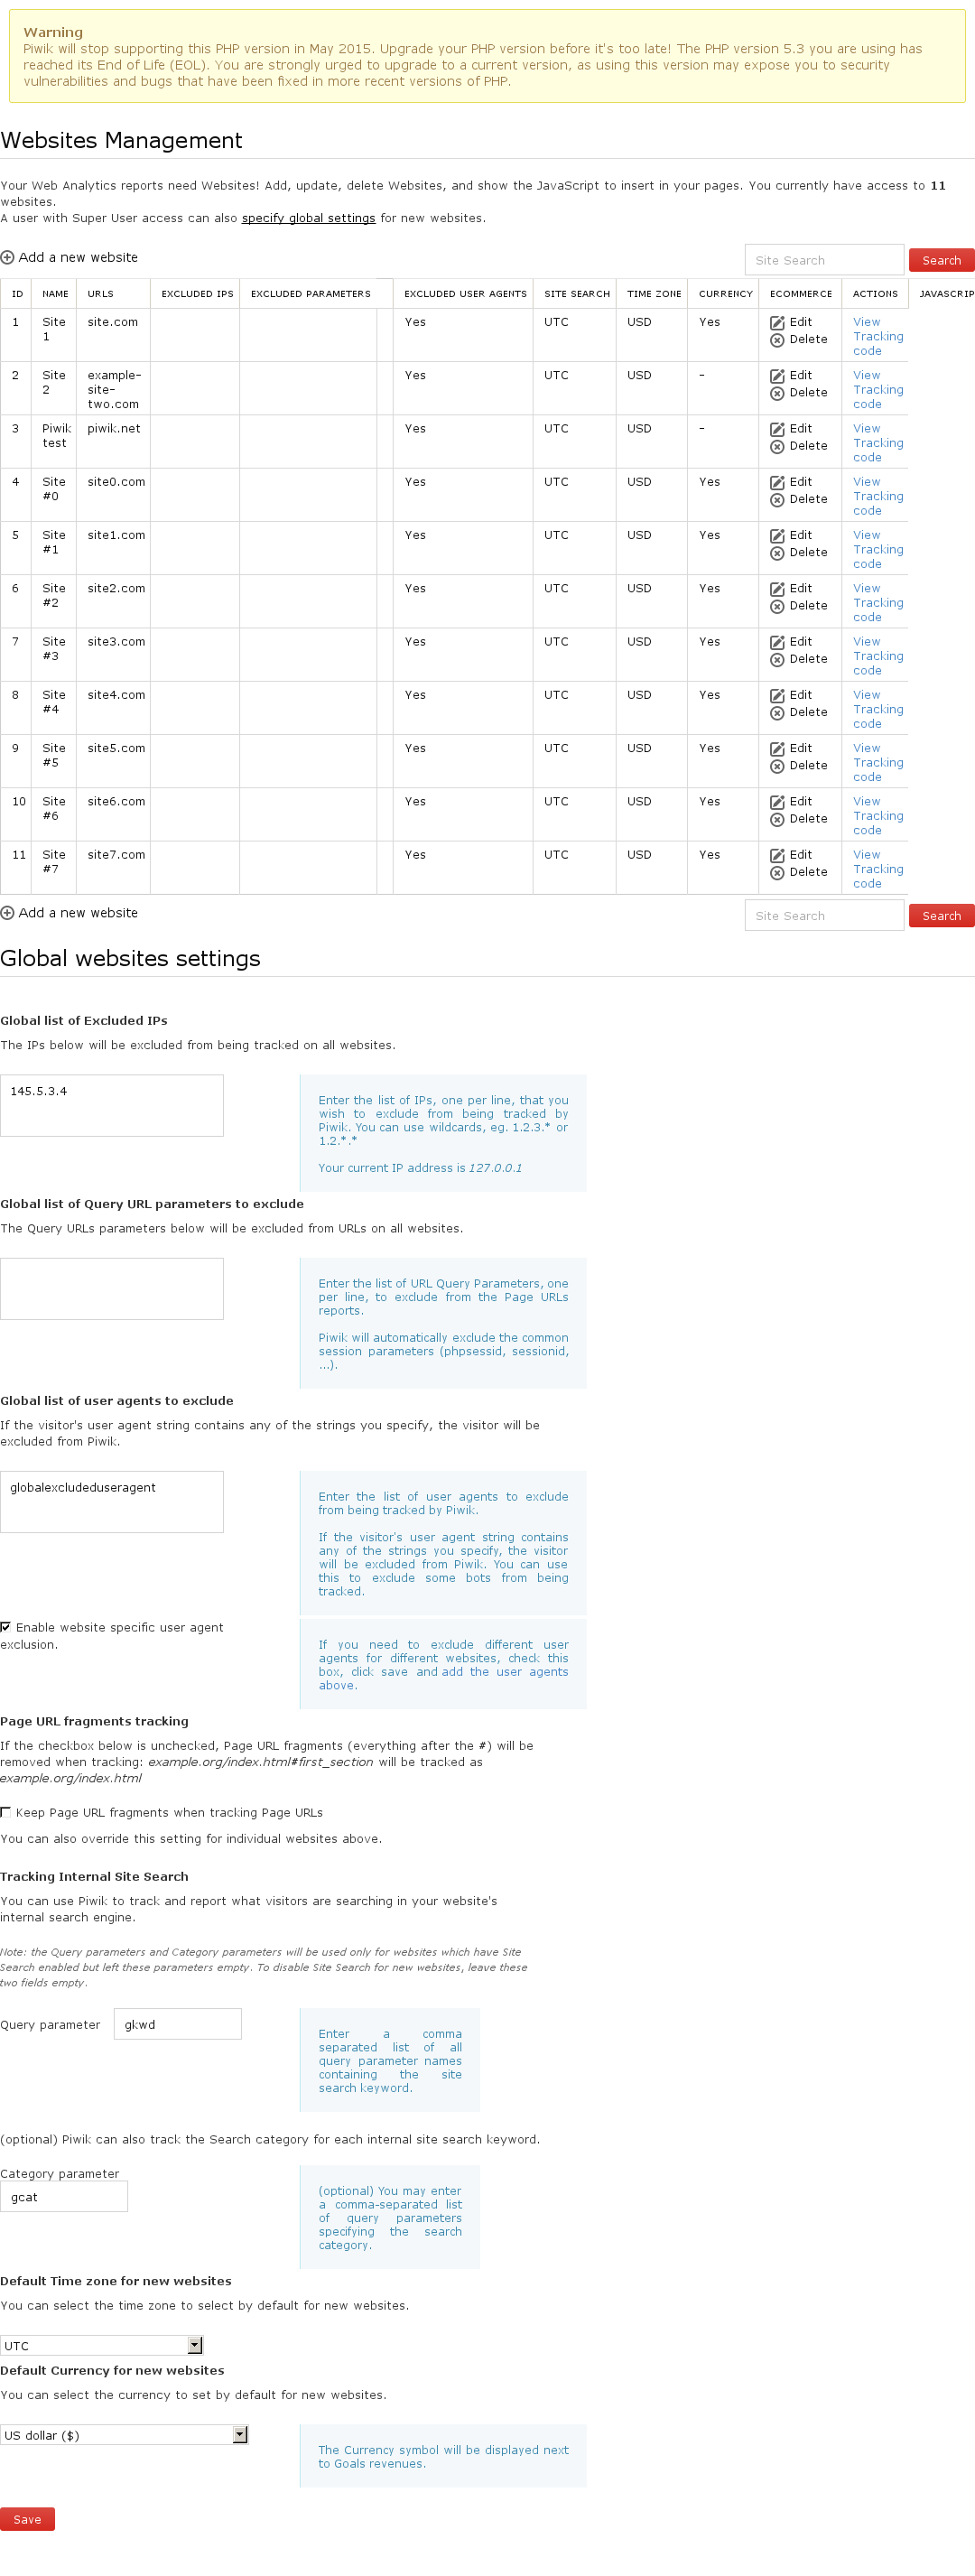 Warning
Piwik will stop supporting this PHP version in May 2015. Upgrade your PHP version before it's too late! The PHP version 5.3 you are using has
reached its End of Life (EOL). You are strongly urged to upgrade to a current version, as using this version may expose you to security
vulnerabilities and bugs that have been fixed in more recent versions of PHP.
Websites Management
Your Web Analytics reports need Websites! Add, update, delete Websites, and show the JavaScript to insert in your pages. You currently have access to 11
websites.
A user with Super User access can also specify global settings for new websites.
Add a new website Site Search Search
ID NAME URLS EXCLUDED IPS EXCLUDED PARAMETERS EXCLUDED USER AGENTS SITE SEARCH TIME ZONE CURRENCY ECOMMERCE ACTIONS JAVASCRIP
1 Site site.com Yes UTC USD Yes Edit View
1 Delete Tracking
code
2 Site example- Yes UTC USD - Edit View
2 site- Delete Tracking
two.com code
3 Piwik piwik.net Yes UTC USD - Edit View
test Delete Tracking
code
4 Site site0.com Yes UTC USD Yes Edit View
#0 Delete Tracking
code
5 Site site1.com Yes UTC USD Yes Edit View
#1 Delete Tracking
code
6 Site site2.com Yes UTC USD Yes Edit View
#2 Delete Tracking
code
7 Site site3.com Yes UTC USD Yes Edit View
#3 Delete Tracking
code
8 Site site4.com Yes UTC USD Yes Edit View
#4 Delete Tracking
code
9 Site site5.com Yes UTC USD Yes Edit View
#5 Delete Tracking
code
10 Site site6.com Yes UTC USD Yes Edit View
#6 Delete Tracking
code
11 Site site7.com Yes UTC USD Yes Edit View
#7 Delete Tracking
code
Add a new website Site Search Search
Global websites settings
Global list of Excluded IPs
The IPs below will be excluded from being tracked on all websites.
145.5.3.4
Enter the list of IPs, one per line, that you
wish to exclude from being tracked by
Piwik. You can use wildcards, eg. 1.2.3.* or
1.2.*.*
Your current IP address is 127.0.0.1
Global list of Query URL parameters to exclude
The Query URLs parameters below will be excluded from URLs on all websites.
Enter the list of URL Query Parameters, one
per line, to exclude from the Page URLs
reports.
Piwik will automatically exclude the common
session parameters (phpsessid, sessionid,
...).
Global list of user agents to exclude
If the visitor's user agent string contains any of the strings you specify, the visitor will be
excluded from Piwik.
globalexcludeduseragent
Enter the list of user agents to exclude
from being tracked by Piwik.
If the visitor's user agent string contains
any of the strings you specify, the visitor
will be excluded from Piwik. You can use
this to exclude some bots from being
tracked.
Enable website specific user agent
exclusion.
If you need to exclude different user
agents for different websites, check this
box, click save and add the user agents
above.
Page URL fragments tracking
If the checkbox below is unchecked, Page URL fragments (everything after the #) will be
removed when tracking: example.org/index.html#first_section will be tracked as
example.org/index.html
Keep Page URL fragments when tracking Page URLs
You can also override this setting for individual websites above.
Tracking Internal Site Search
You can use Piwik to track and report what visitors are searching in your website's
internal search engine.
Note: the Query parameters and Category parameters will be used only for websites which have Site
Search enabled but left these parameters empty. To disable Site Search for new websites, leave these
two fields empty.
Query parameter gkwd
Enter a comma
separated list of all
query parameter names
containing the site
search keyword.
(optional) Piwik can also track the Search category for each internal site search keyword.
Category parameter
gcat
(optional) You may enter
a comma-separated list
of query parameters
specifying the search
category.
Default Time zone for new websites
You can select the time zone to select by default for new websites.
UTC
Default Currency for new websites
You can select the currency to set by default for new websites.
US dollar ($)
The Currency symbol will be displayed next
to Goals revenues.
Save